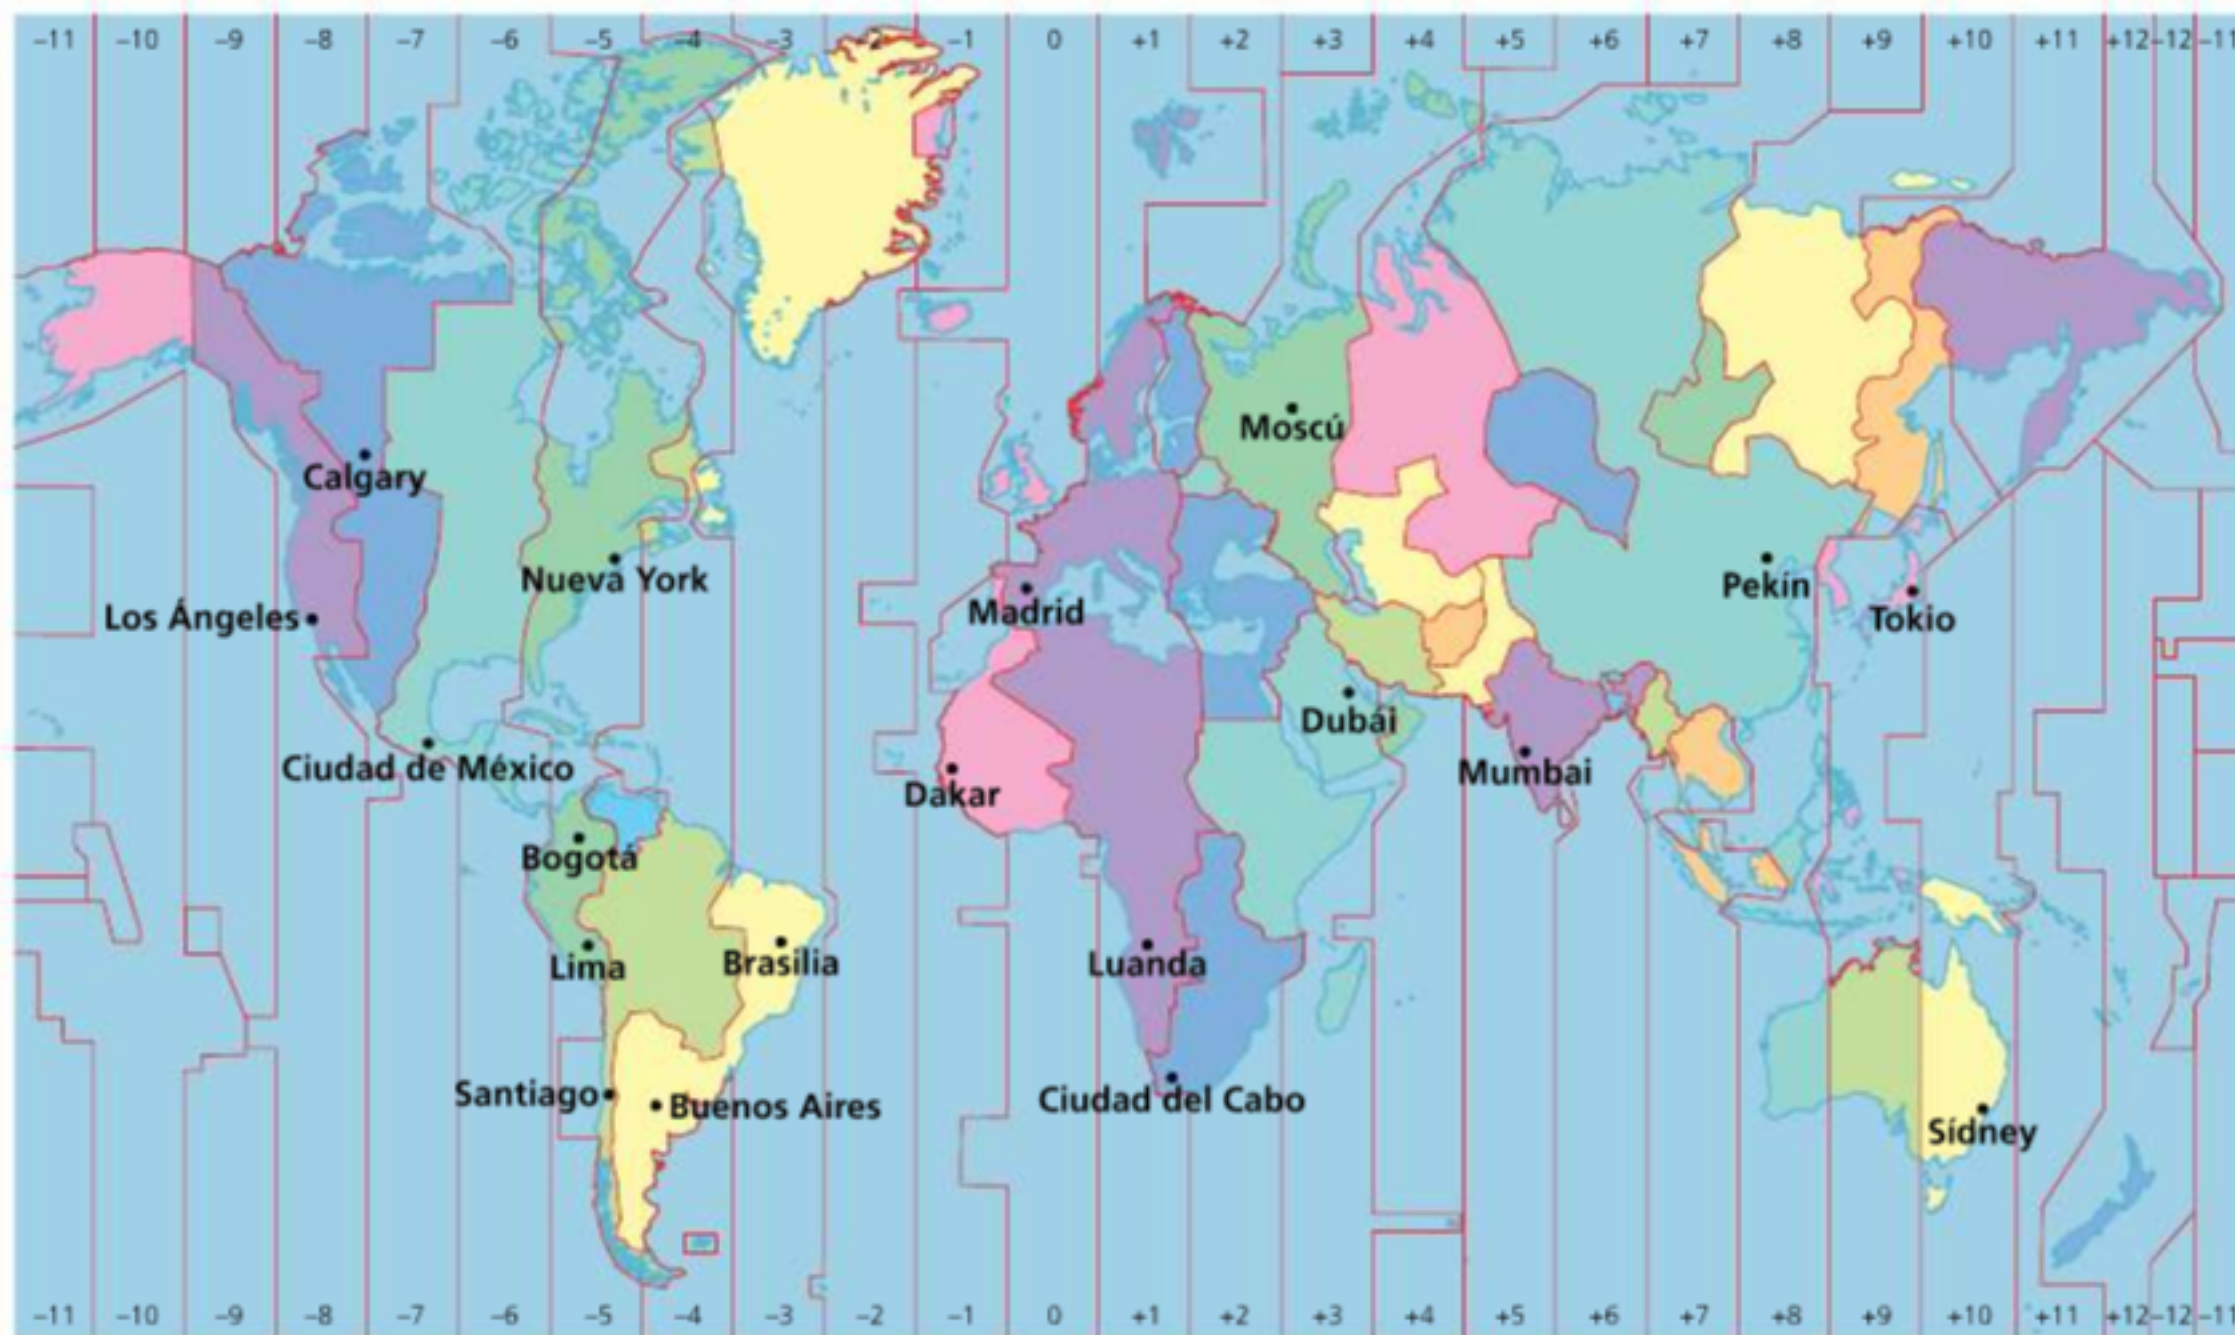 -11 -10 -9 -8 -7 -6 -5 -4 -3 -2 -1 0 +1 +2 +3 +4 +5 +6 +7 +8 +9 +10 +11 +12 -12 -11
Moscú
Calgary
Nueva York
Pekín
Madrid
Los Ángeles
Tokio
Dubái
Ciudad de México
Mumbai
Dakar
Bogotá
Lima
Brasilia
Luanda
Santiago
Buenos Aires
Ciudad del Cabo
Sídney
-11 -10 -9 -8 -7 -6 -5 -4 -3 -2 -1 0 +1 +2 +3 +4 +5 +6 +7 +8 +9 +10 +11 +12 -12 -11